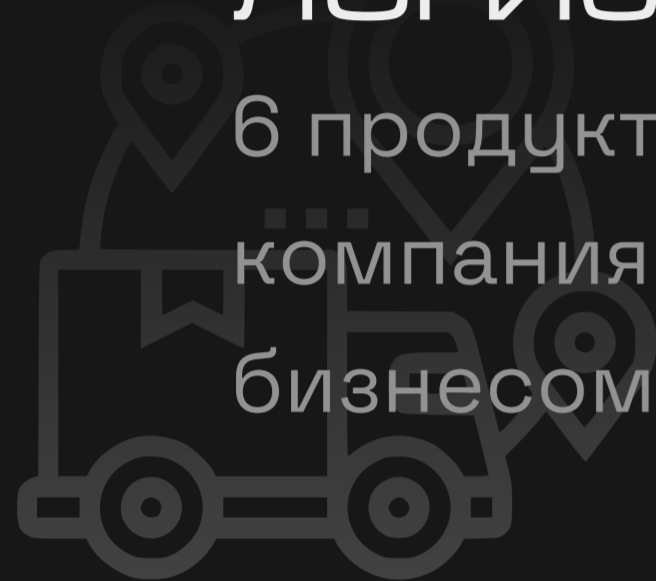 6 продукт
компания
бизнесом